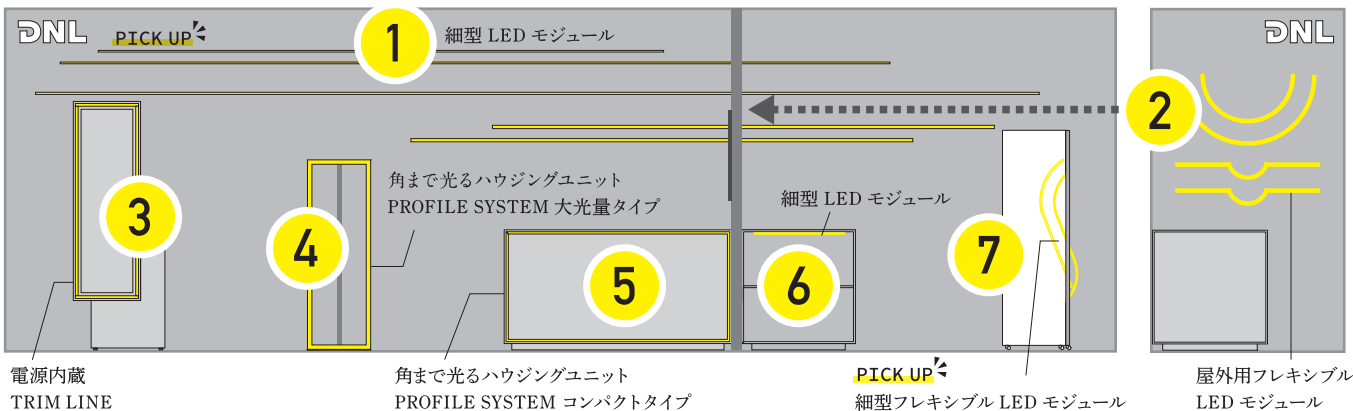 DNL
PICK UP
1
細型 LED モジュール
DNL
2
3
4
角まで光るハウジングユニット
PROFILE SYSTEM 大光量タイプ
細型 LED モジュール
5
6
7
電源内蔵
TRIM LINE
角まで光るハウジングユニット
PROFILE SYSTEM コンパクトタイプ
PICK UP
細型フレキシブル LED モジュール
屋外用フレキシブル
LED モジュール